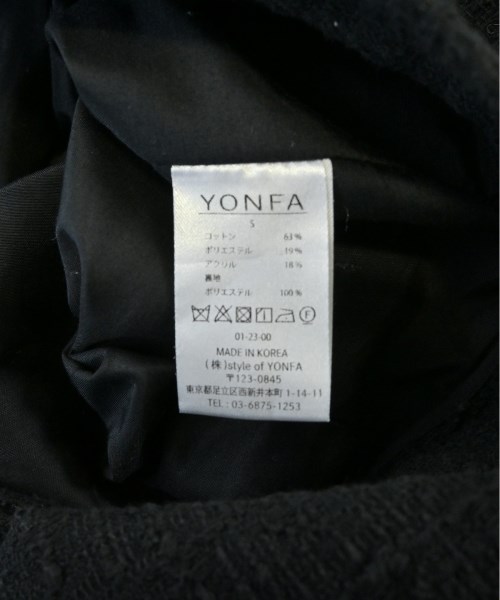 YONFA
S
コットン 63%
ポリエステル 19%
アクリル 18%
裏地
ポリエステル 100%
01-23-00
MADE IN KOREA
(株)style of YONFA
〒123-0845
東京都足立区西新井本町1-14-11
TEL : 03-6875-1253